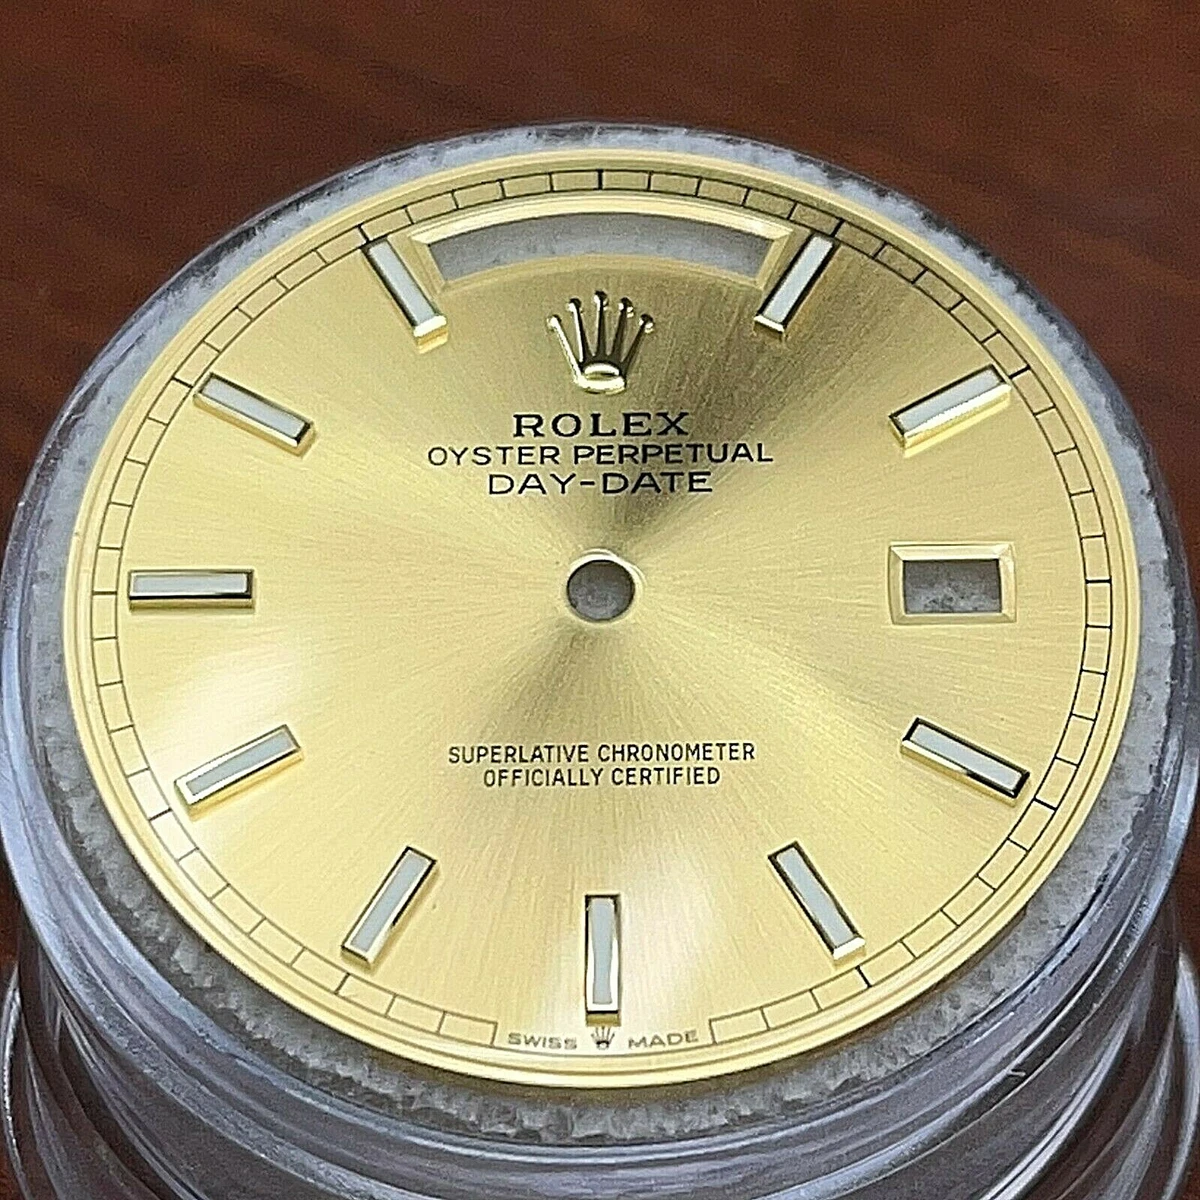 ROLEX
OYSTER PERPETUAL
DAY-DATE
SUPERLATIVE CHRONOMETER
OFFICIALLY CERTIFIED
SWISS MADE